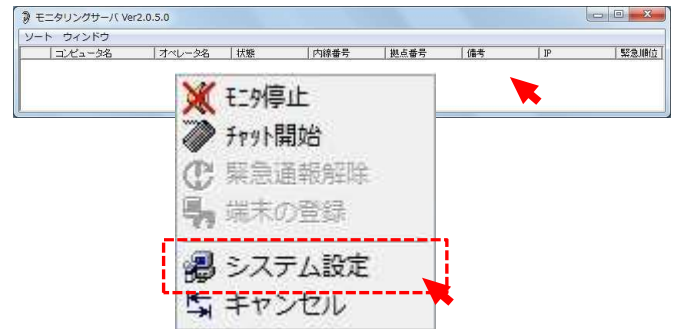 モニタリングサーバ Ver2.0.5.0
ソート ウィンドウ
コンピュータ名 オペレータ名 状態 内線番号 拠点番号 備考 IP 緊急順位
ﾓﾆﾀ停止
ﾁｬｯﾄ開始
緊急通報解除
端末の登録
システム設定
キャンセル